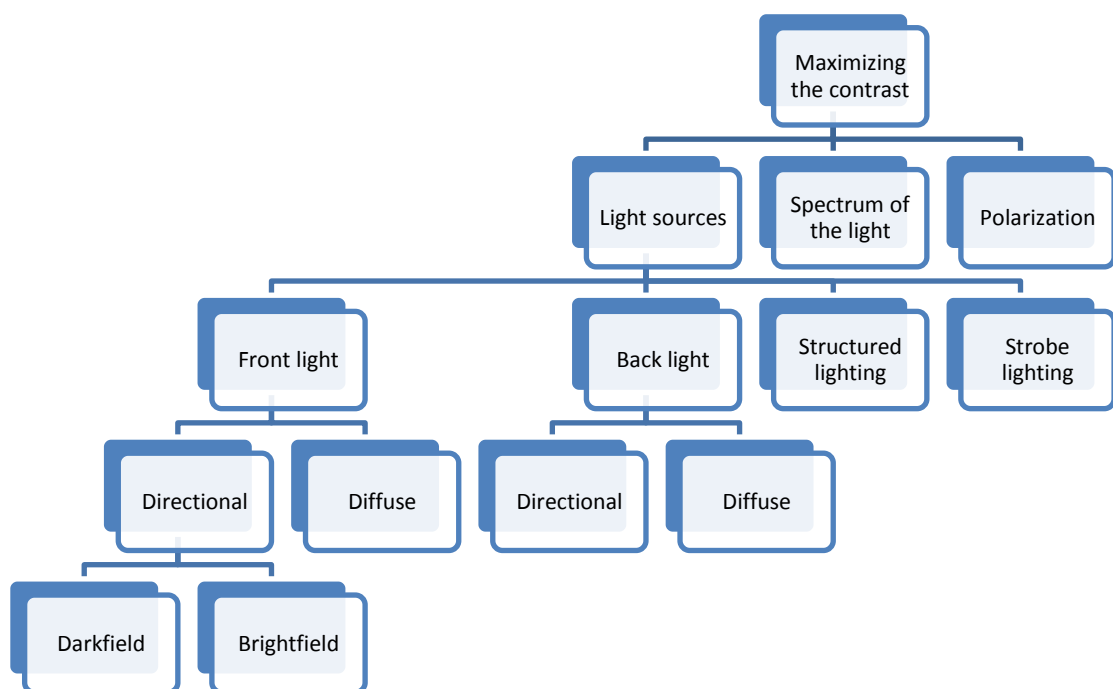 Maximizing
the contrast
Light sources
Spectrum of
the light
Polarization
Front light
Back light
Structured
lighting
Strobe
lighting
Directional
Diffuse
Directional
Diffuse
Darkfield
Brightfield